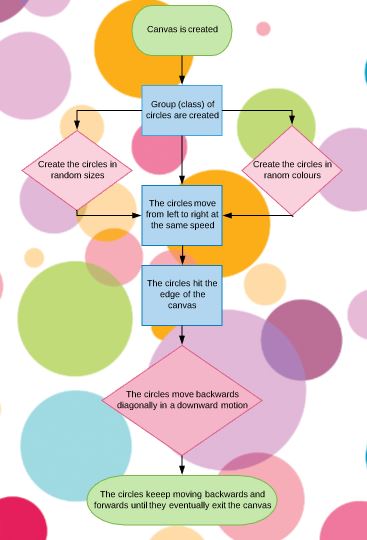 Canvas is created
Group (class) of
circles are created
Create the circles in
random sizes
Create the circles in
ranom colours
The circles move
from left to right at
the same speed
The circles hit the
edge of the
canvas
The circles move backwards
diagonally in a downward motion
The circles keeep moving backwards and
forwards until they eventually exit the canvas